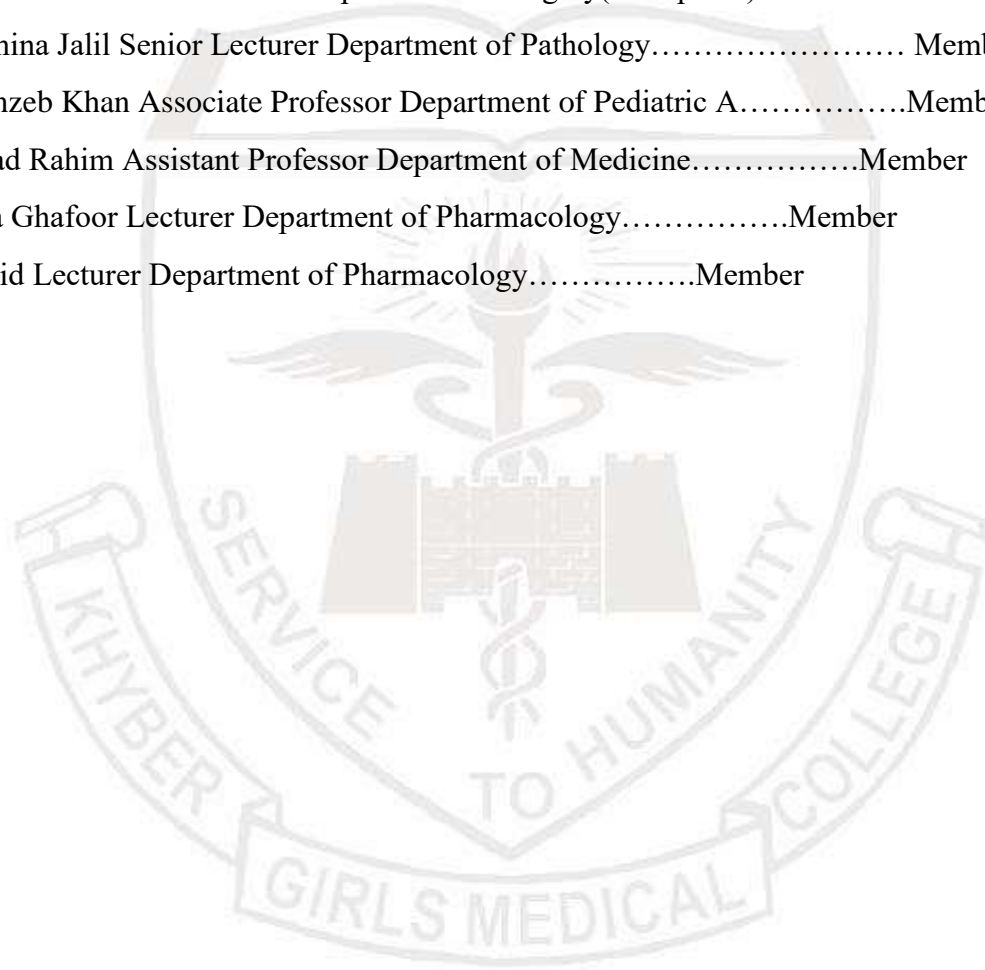 nina Jalil Senior Lecturer Department of Pathology…………………… Memb
nzeb Khan Associate Professor Department of Pediatric A…………….Memb
ad Rahim Assistant Professor Department of Medicine…………….Member
a Ghafoor Lecturer Department of Pharmacology…………….Member
id Lecturer Department of Pharmacology…………….Member
SERVICE TO HUMANITY
KHYBER GIRLS MEDICAL COLLEGE